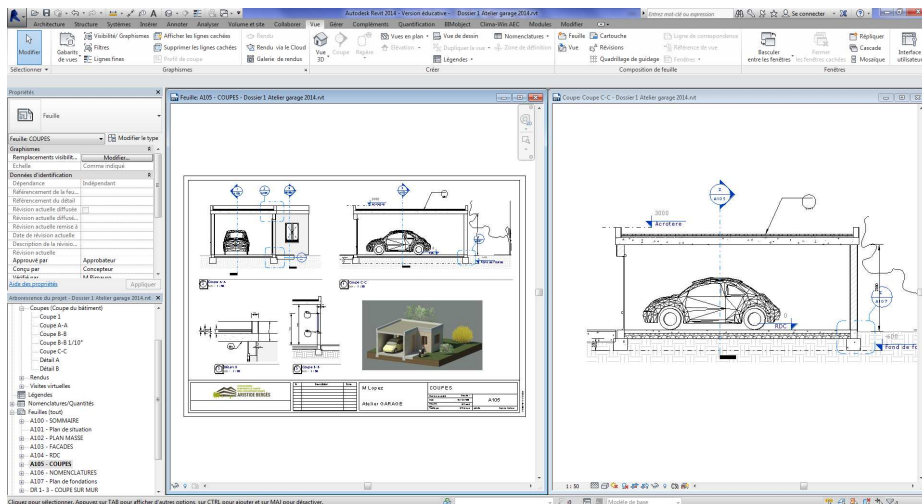 Autodesk Revit 2014 - Version éducative - Dossier 1 Atelier garage 2014.rvt
Entrez mot-clé ou expression
Se connecter
Architecture Structure Systèmes Insérer Annoter Analyser Volume et site Collaborer Vue Gérer Compléments Quantification BIMobject Clima-Win AEC Modules Modifier
Modifier
Gabarits de vues
Visibilité/ Graphismes
Filtres
Lignes fines
Afficher les lignes cachées
Supprimer les lignes cachées
Profil de coupe
Rendu
Rendu via le Cloud
Galerie de rendus
Vue 3D
Coupe
Repère
Vues en plan
Élévation
Vue de dessin
Dupliquer la vue
Légendes
Nomenclatures
Zone de définition
Feuille
Vue
Cartouche
Révisions
Quadrillage de guidage
Ligne de correspondance
Référence de vue
Fenêtres
Basculer entre les fenêtres
Fermer les fenêtres cachées
Répliquer
Cascade
Mosaïque
Interface utilisateur
Sélectionner
Graphismes
Créer
Composition de feuille
Fenêtres
Propriétés
Feuille
Feuille: COUPES
Modifier le type
Graphismes
Remplacements visibilit... Modifier...
Echelle Comme indiqué
Données d'identification
Dépendance Indépendant
Référencement de la feu...
Référencement du détail
Révision actuelle diffusée
Révision actuelle diffusé...
Révision actuelle remise à
Date de révision actuelle
Description de la révisio...
Révision actuelle
Approuvé par Approbateur
Conçu par Concepteur
Aide des propriétés
Appliquer
Arborescence du projet - Dossier 1 Atelier garage 2014.rvt
Coupes (Coupe du bâtiment)
Coupe 1
Coupe A-A
Coupe B-B
Coupe B-B 1/10°
Coupe C-C
Détail A
Détail B
Rendus
Visites virtuelles
Légendes
Nomenclatures/Quantités
Feuilles (tout)
A100 - SOMMAIRE
A101 - Plan de situation
A102 - PLAN MASSE
A103 - FACADES
A104 - RDC
A105 - COUPES
A106 - NOMENCLATURES
A107 - Plan de fondations
DR 1- 3 - COUPE SUR MUR
Feuille: A105 - COUPES - Dossier 1 Atelier garage 2014.rvt
Acrotère
Coupe A-A
Coupe C-C
ARISTIDE BERGÈS
M Lopez
Atelier GARAGE
COUPES
A105
Coupe: Coupe C-C - Dossier 1 Atelier garage 2014.rvt
A105
3000
Acrotère
RDC
A107
1 : 50
Modèle de base
Cliquez pour sélectionner, Appuyez sur TAB pour afficher d'autres options, sur CTRL pour ajouter et sur MAJ pour désactiver.